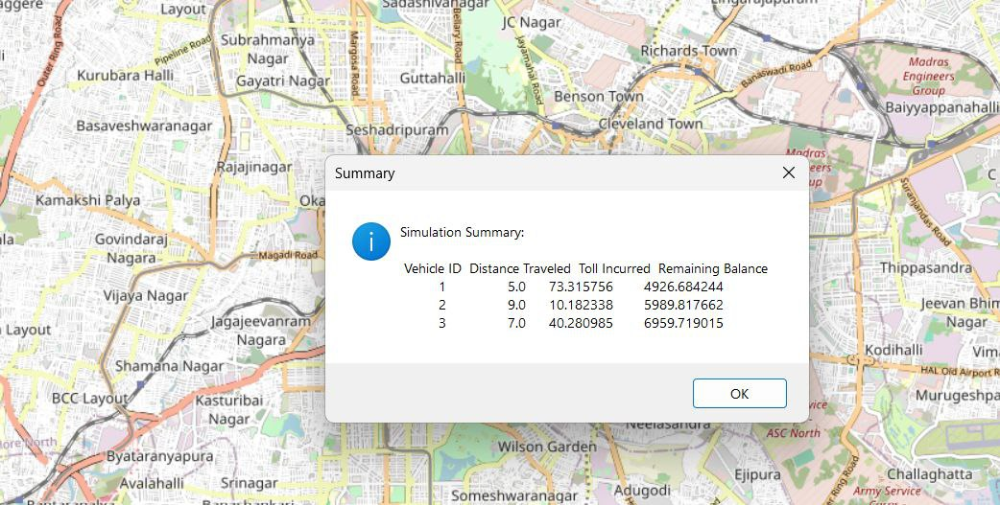 aggere
Layout
Sadashivanagar
Lingarajapuram
JC Nagar
Outer Ring Road
Pipeline Road
Subrahmanya
Nagar
Margosa Road
Bellary Road
Jayamahal Road
Richards Town
Banaswadi Road
Madras
Engineers
Group
Kurubara Halli
Gayatri Nagar
Guttahalli
Benson Town
Baiyyappanahalli
Basaveshwaranagar
Seshadripuram
Cleveland Town
Madras
Engineers
Group
Rajajinagar
Kamakshi Palya
Oka
Suranjandas Road
C
Govindaraj
Nagara
Magadi Road
Thippasandra
Vijaya Nagar
Jeevan Bhim
Nagar
n Layout
Jagajeevanram
Nagara
Kodihalli
Vim
Shamana Nagar
HAL Old Airport R
BCC Layout
Kasturibai
Nagar
Murugeshpa
Summary
Simulation Summary:
Vehicle ID Distance Traveled Toll Incurred Remaining Balance
1 5.0 73.315756 4926.684244
2 9.0 10.182338 5989.817662
3 7.0 40.280985 6959.719015
OK
Neelasandra
ASC North
ore North
Wilson Garden
Byatarayanapura
Ejipura
Challaghatta
Avalahalli
Srinagar
Someshwaranagar
Adugodi
Hosur Road
Army Service